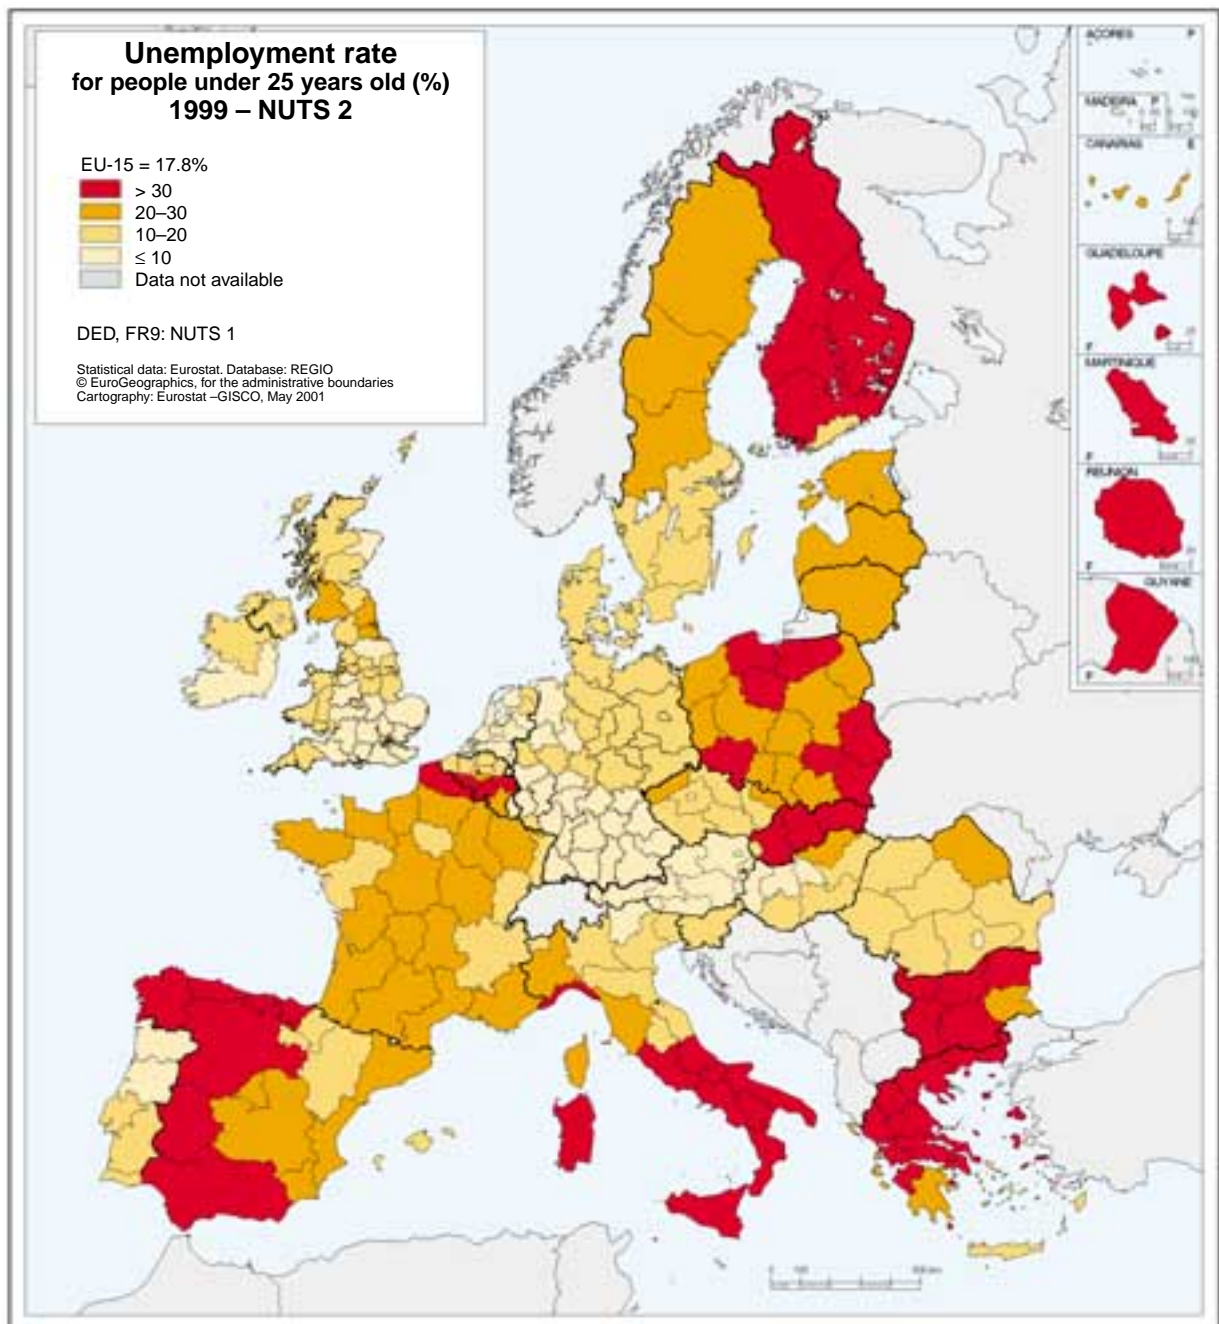 Unemployment rate
for people under 25 years old (%)
1999 – NUTS 2
EU-15 = 17.8%
> 30
20–30
10–20
≤ 10
Data not available
DED, FR9: NUTS 1
Statistical data: Eurostat. Database: REGIO
© EuroGeographics, for the administrative boundaries
Cartography: Eurostat –GISCO, May 2001
AÇORES P
MADEIRA P
CANARIAS E
GUADELOUPE
F
MARTINIQUE
F
REUNION
F
GUYANE
F